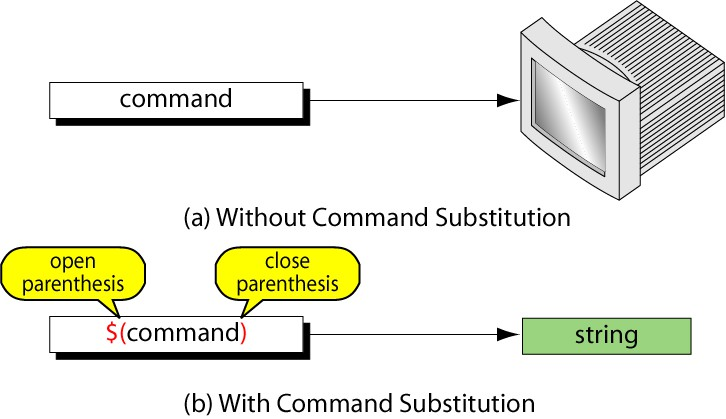 command
(a) Without Command Substitution
open
parenthesis
close
parenthesis
$(command)
string
(b) With Command Substitution